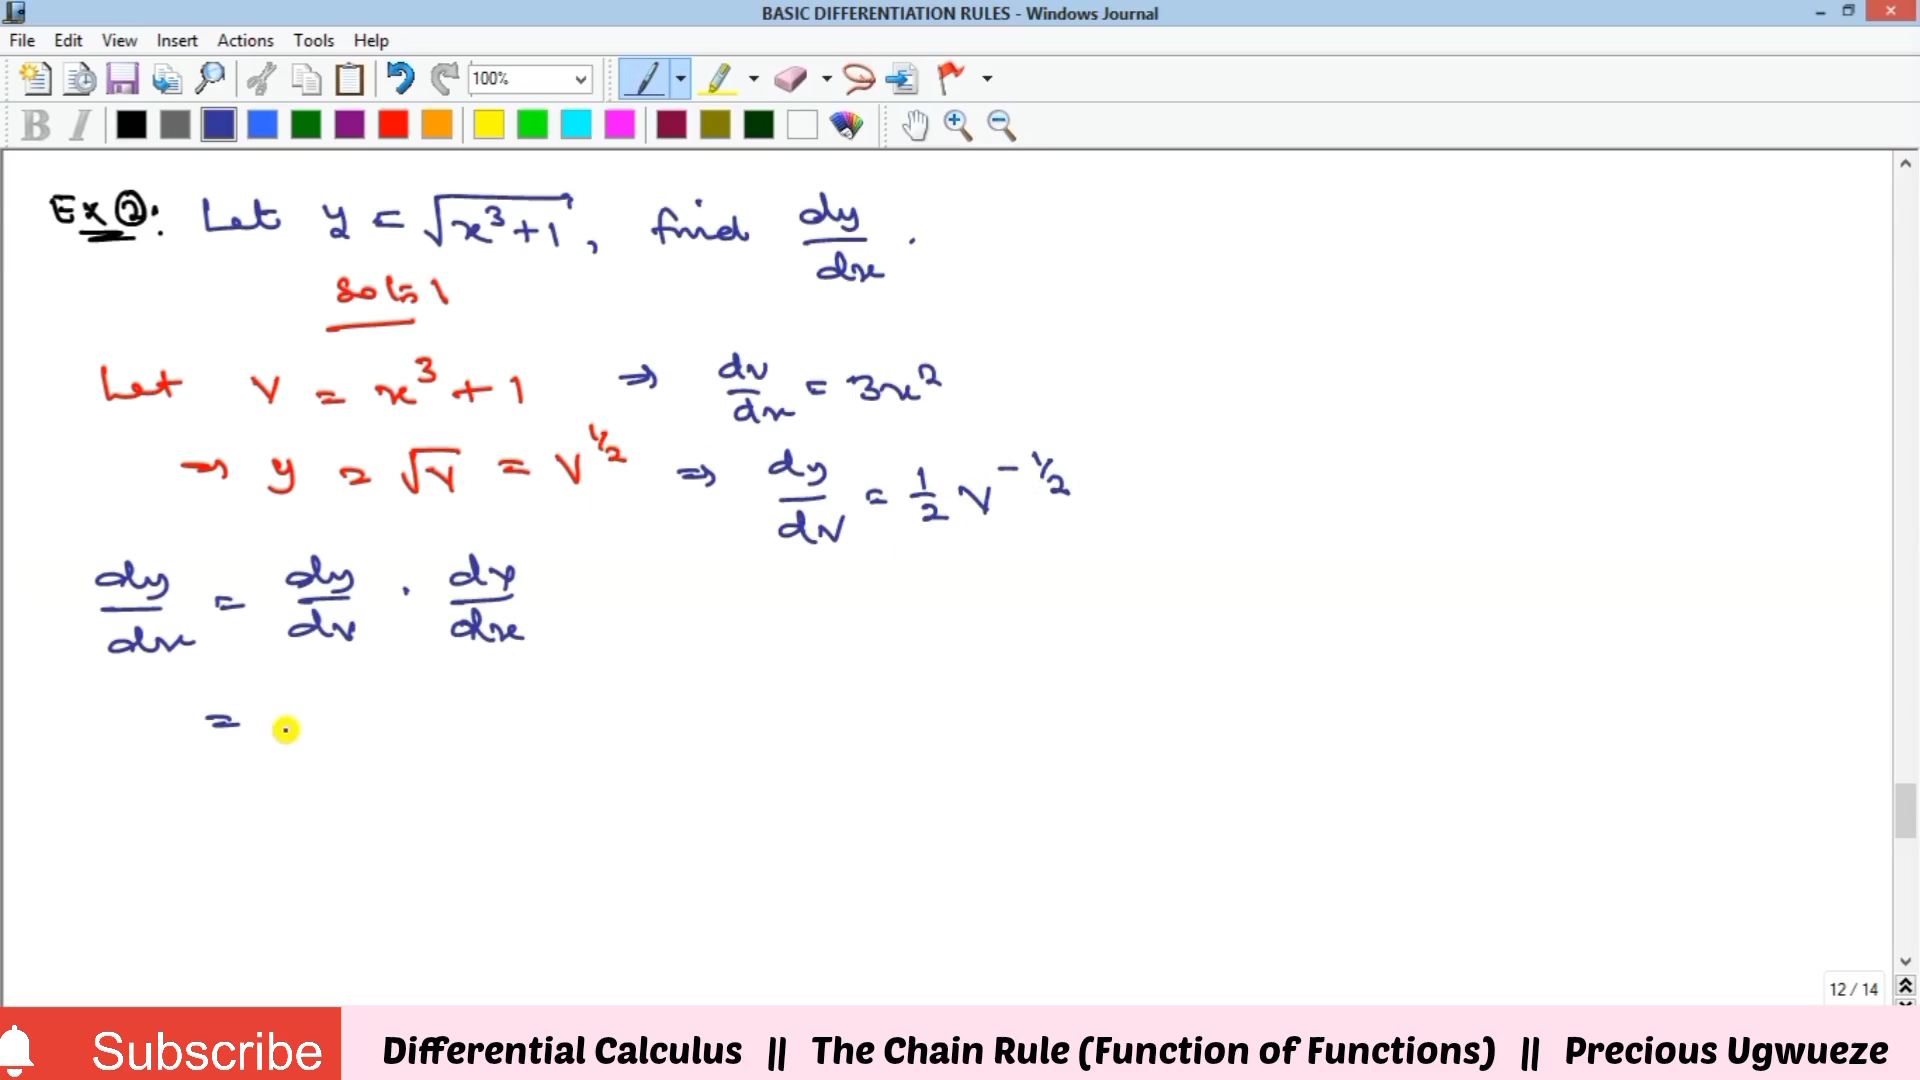 BASIC DIFFERENTIATION RULES - Windows Journal
File Edit View Insert Actions Tools Help
100%
B I
Ex ②: Let y = √(x³+1), find dy/dx.
Let v = x³ + 1 ⇒ dv/dx = 3x²
⇒ y = √v = v^½ ⇒ dy/dv = ½ v^-½
dy/dx = dy/dv · dv/dx
=
12 / 14
Subscribe Differential Calculus || The Chain Rule (Function of Functions) || Precious Ugwueze